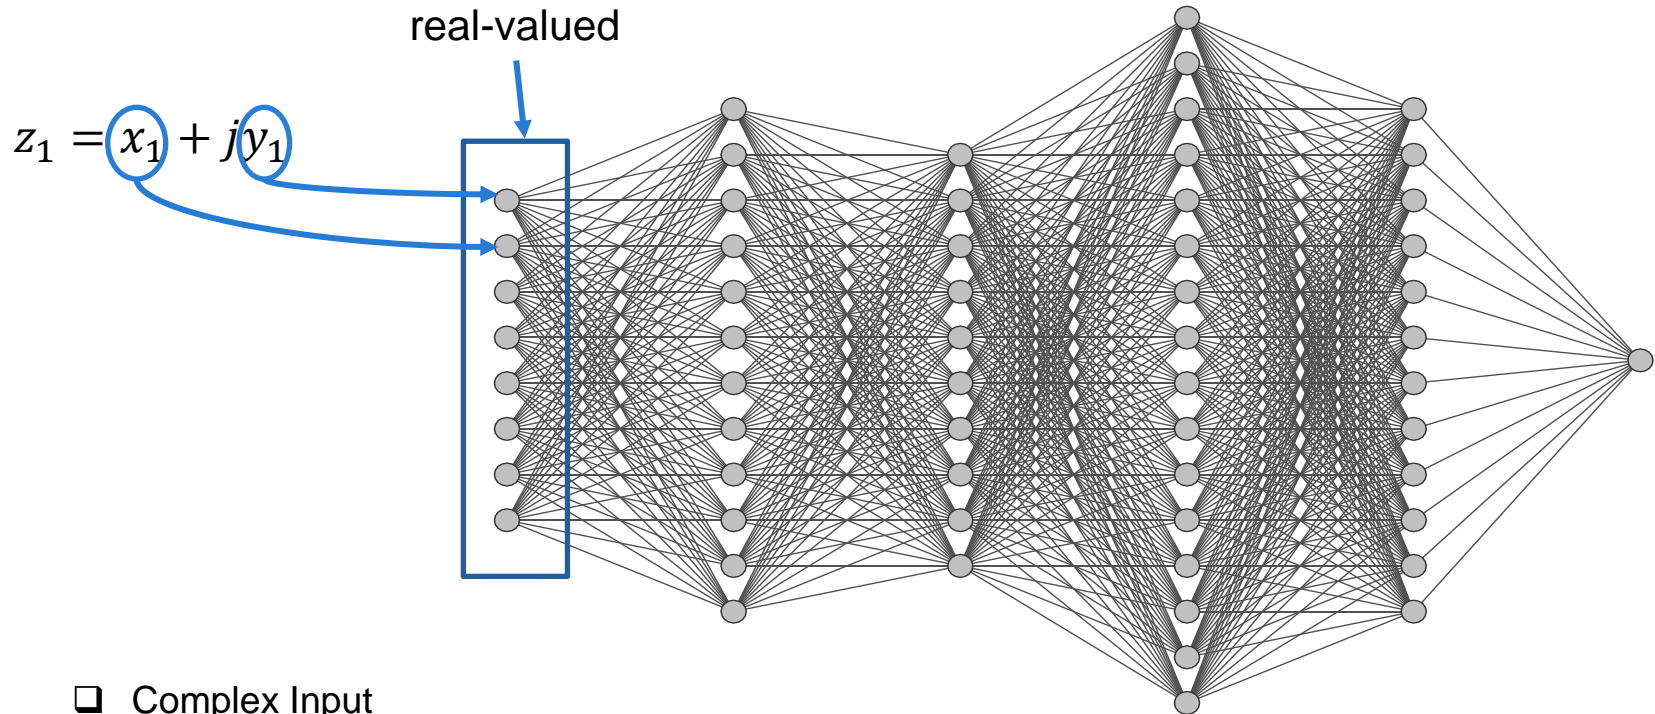 real-valued
z₁ = x₁ + jy₁
❑ Complex Input